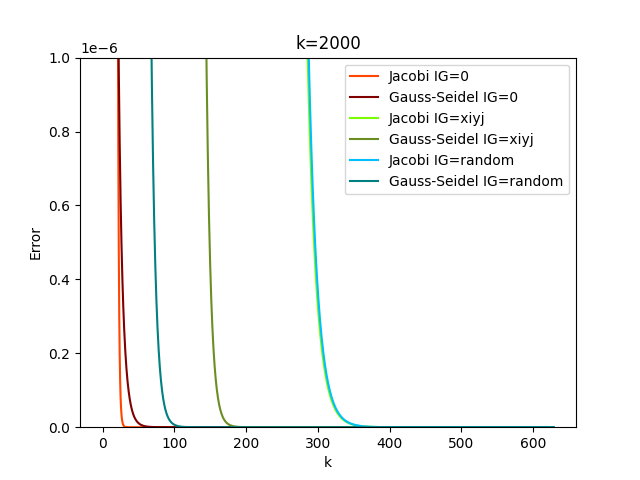 k=2000
1e−6
1.0
0.8
0.6
0.4
0.2
0.0
Error
Jacobi IG=0
Gauss-Seidel IG=0
Jacobi IG=xiyj
Gauss-Seidel IG=xiyj
Jacobi IG=random
Gauss-Seidel IG=random
0 100 200 300 400 500 600
k